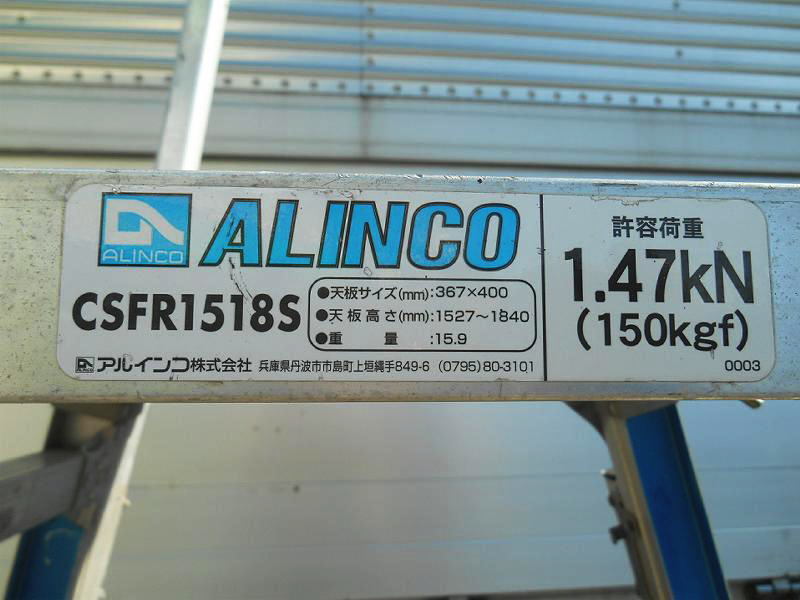 ALINCO
ALINCO
CSFR1518S
●天板サイズ(mm):367×400
●天板高さ(mm):1527～1840
●重量:15.9
アルインコ株式会社 兵庫県丹波市市島町上垣縄手849-6 (0795)80-3101
許容荷重
1.47kN
(150kgf)
0003